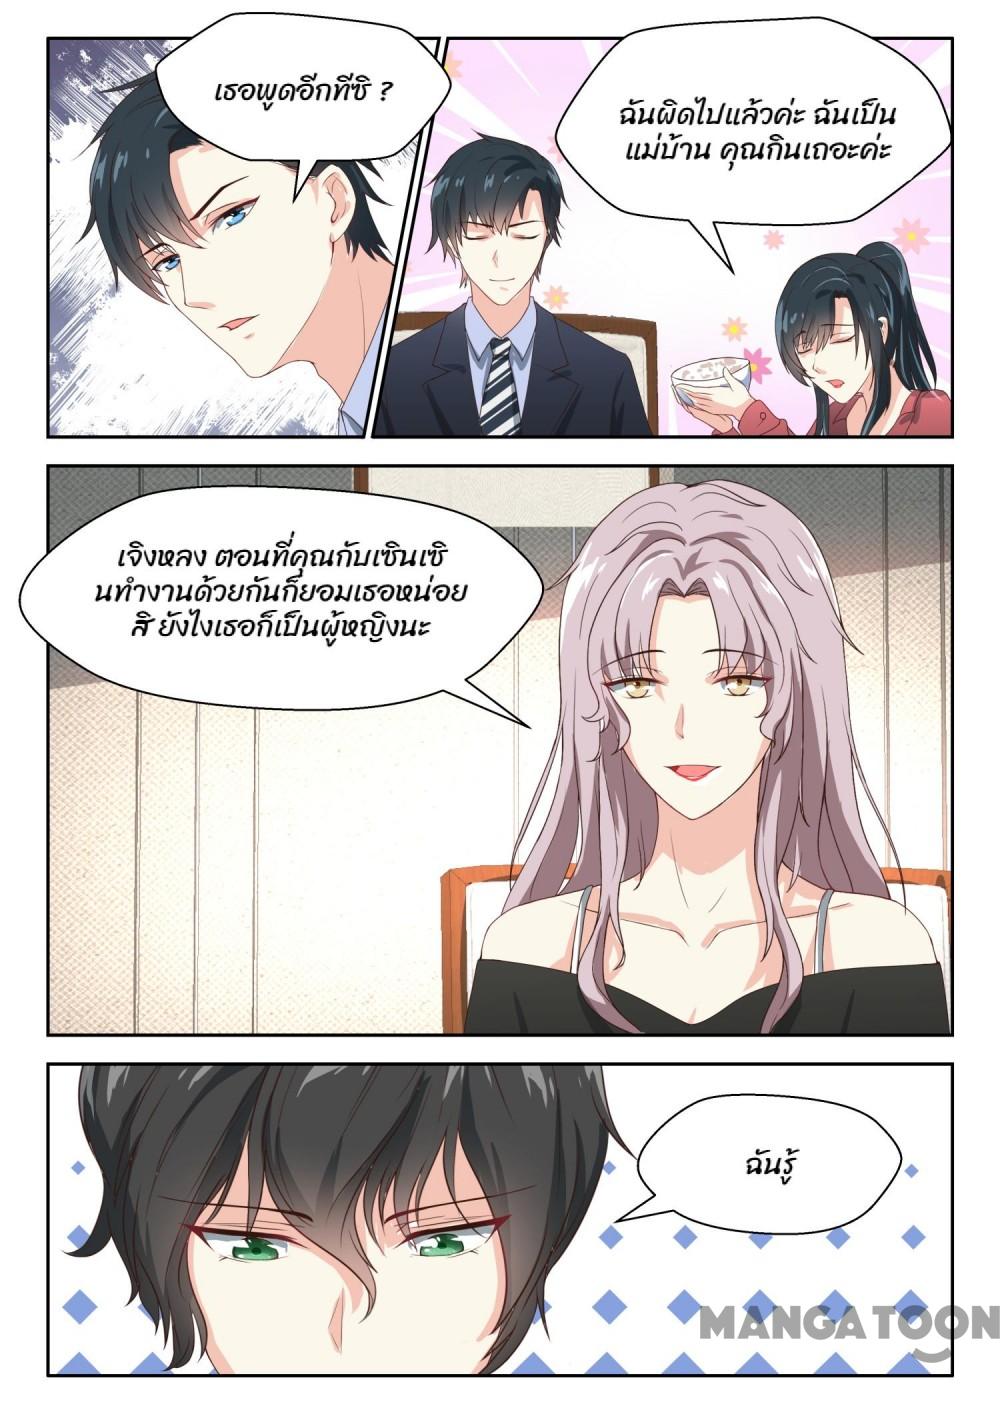 เธอพูดอีกทีซิ ?
ฉันผิดไปแล้วค่ะ ฉันเป็น
แม่บ้าน คุณกินเถอะค่ะ
เจิงหลง ตอนที่คุณกับเซินเซิ
นทำงานด้วยกันก็ยอมเธอหน่อย
สิ ยังไงเธอก็เป็นผู้หญิงนะ
ฉันรู้
MANGATOON